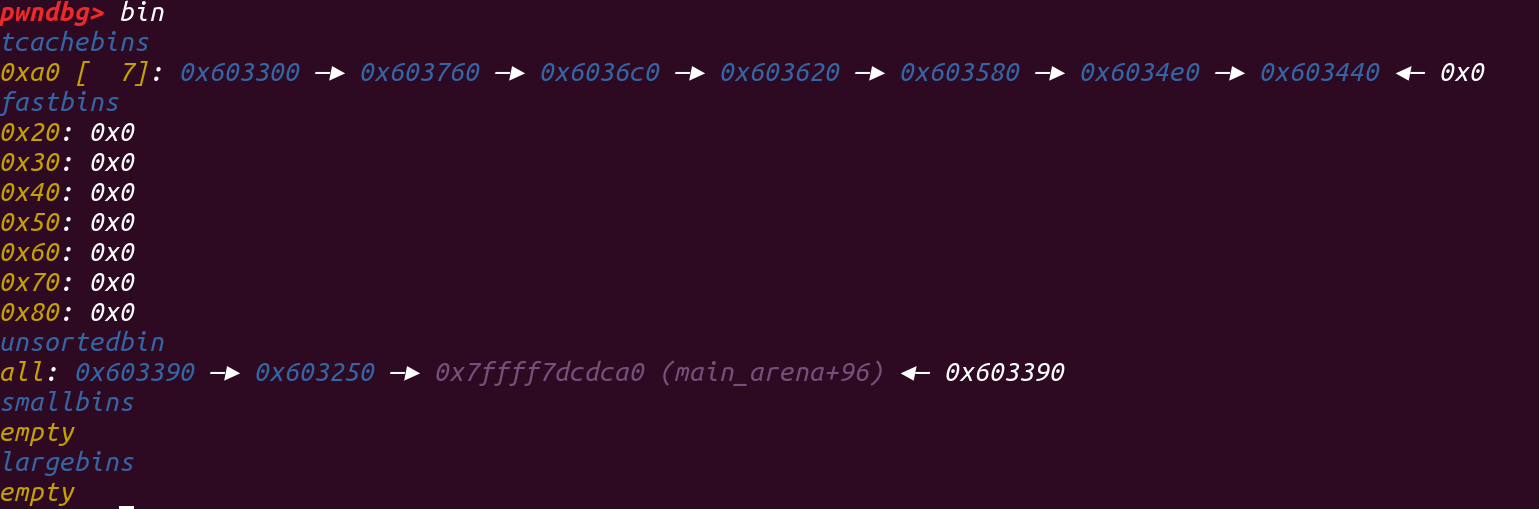 pwndbg> bin
tcachebins
0xa0 [  7]: 0x603300 —▸ 0x603760 —▸ 0x6036c0 —▸ 0x603620 —▸ 0x603580 —▸ 0x6034e0 —▸ 0x603440 ◂— 0x0
fastbins
0x20: 0x0
0x30: 0x0
0x40: 0x0
0x50: 0x0
0x60: 0x0
0x70: 0x0
0x80: 0x0
unsortedbin
all: 0x603390 —▸ 0x603250 —▸ 0x7ffff7dcdca0 (main_arena+96) ◂— 0x603390
smallbins
empty
largebins
empty